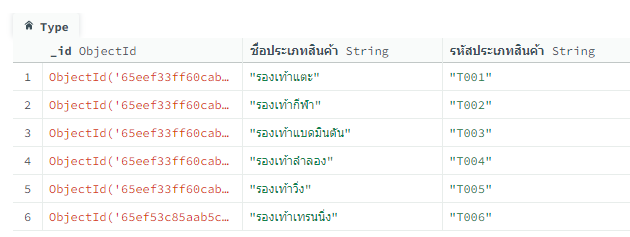 Type
_id ObjectId ชื่อประเภทสินค้า String รหัสประเภทสินค้า String
1 ObjectId('65eef33ff60cab… "รองเท้าแตะ" "T001"
2 ObjectId('65eef33ff60cab… "รองเท้ากีฬา" "T002"
3 ObjectId('65eef33ff60cab… "รองเท้าแบดมินตัน" "T003"
4 ObjectId('65eef33ff60cab… "รองเท้าลำลอง" "T004"
5 ObjectId('65eef33ff60cab… "รองเท้าวิ่ง" "T005"
6 ObjectId('65ef53c85aab5c… "รองเท้าเทรนนิ่ง" "T006"